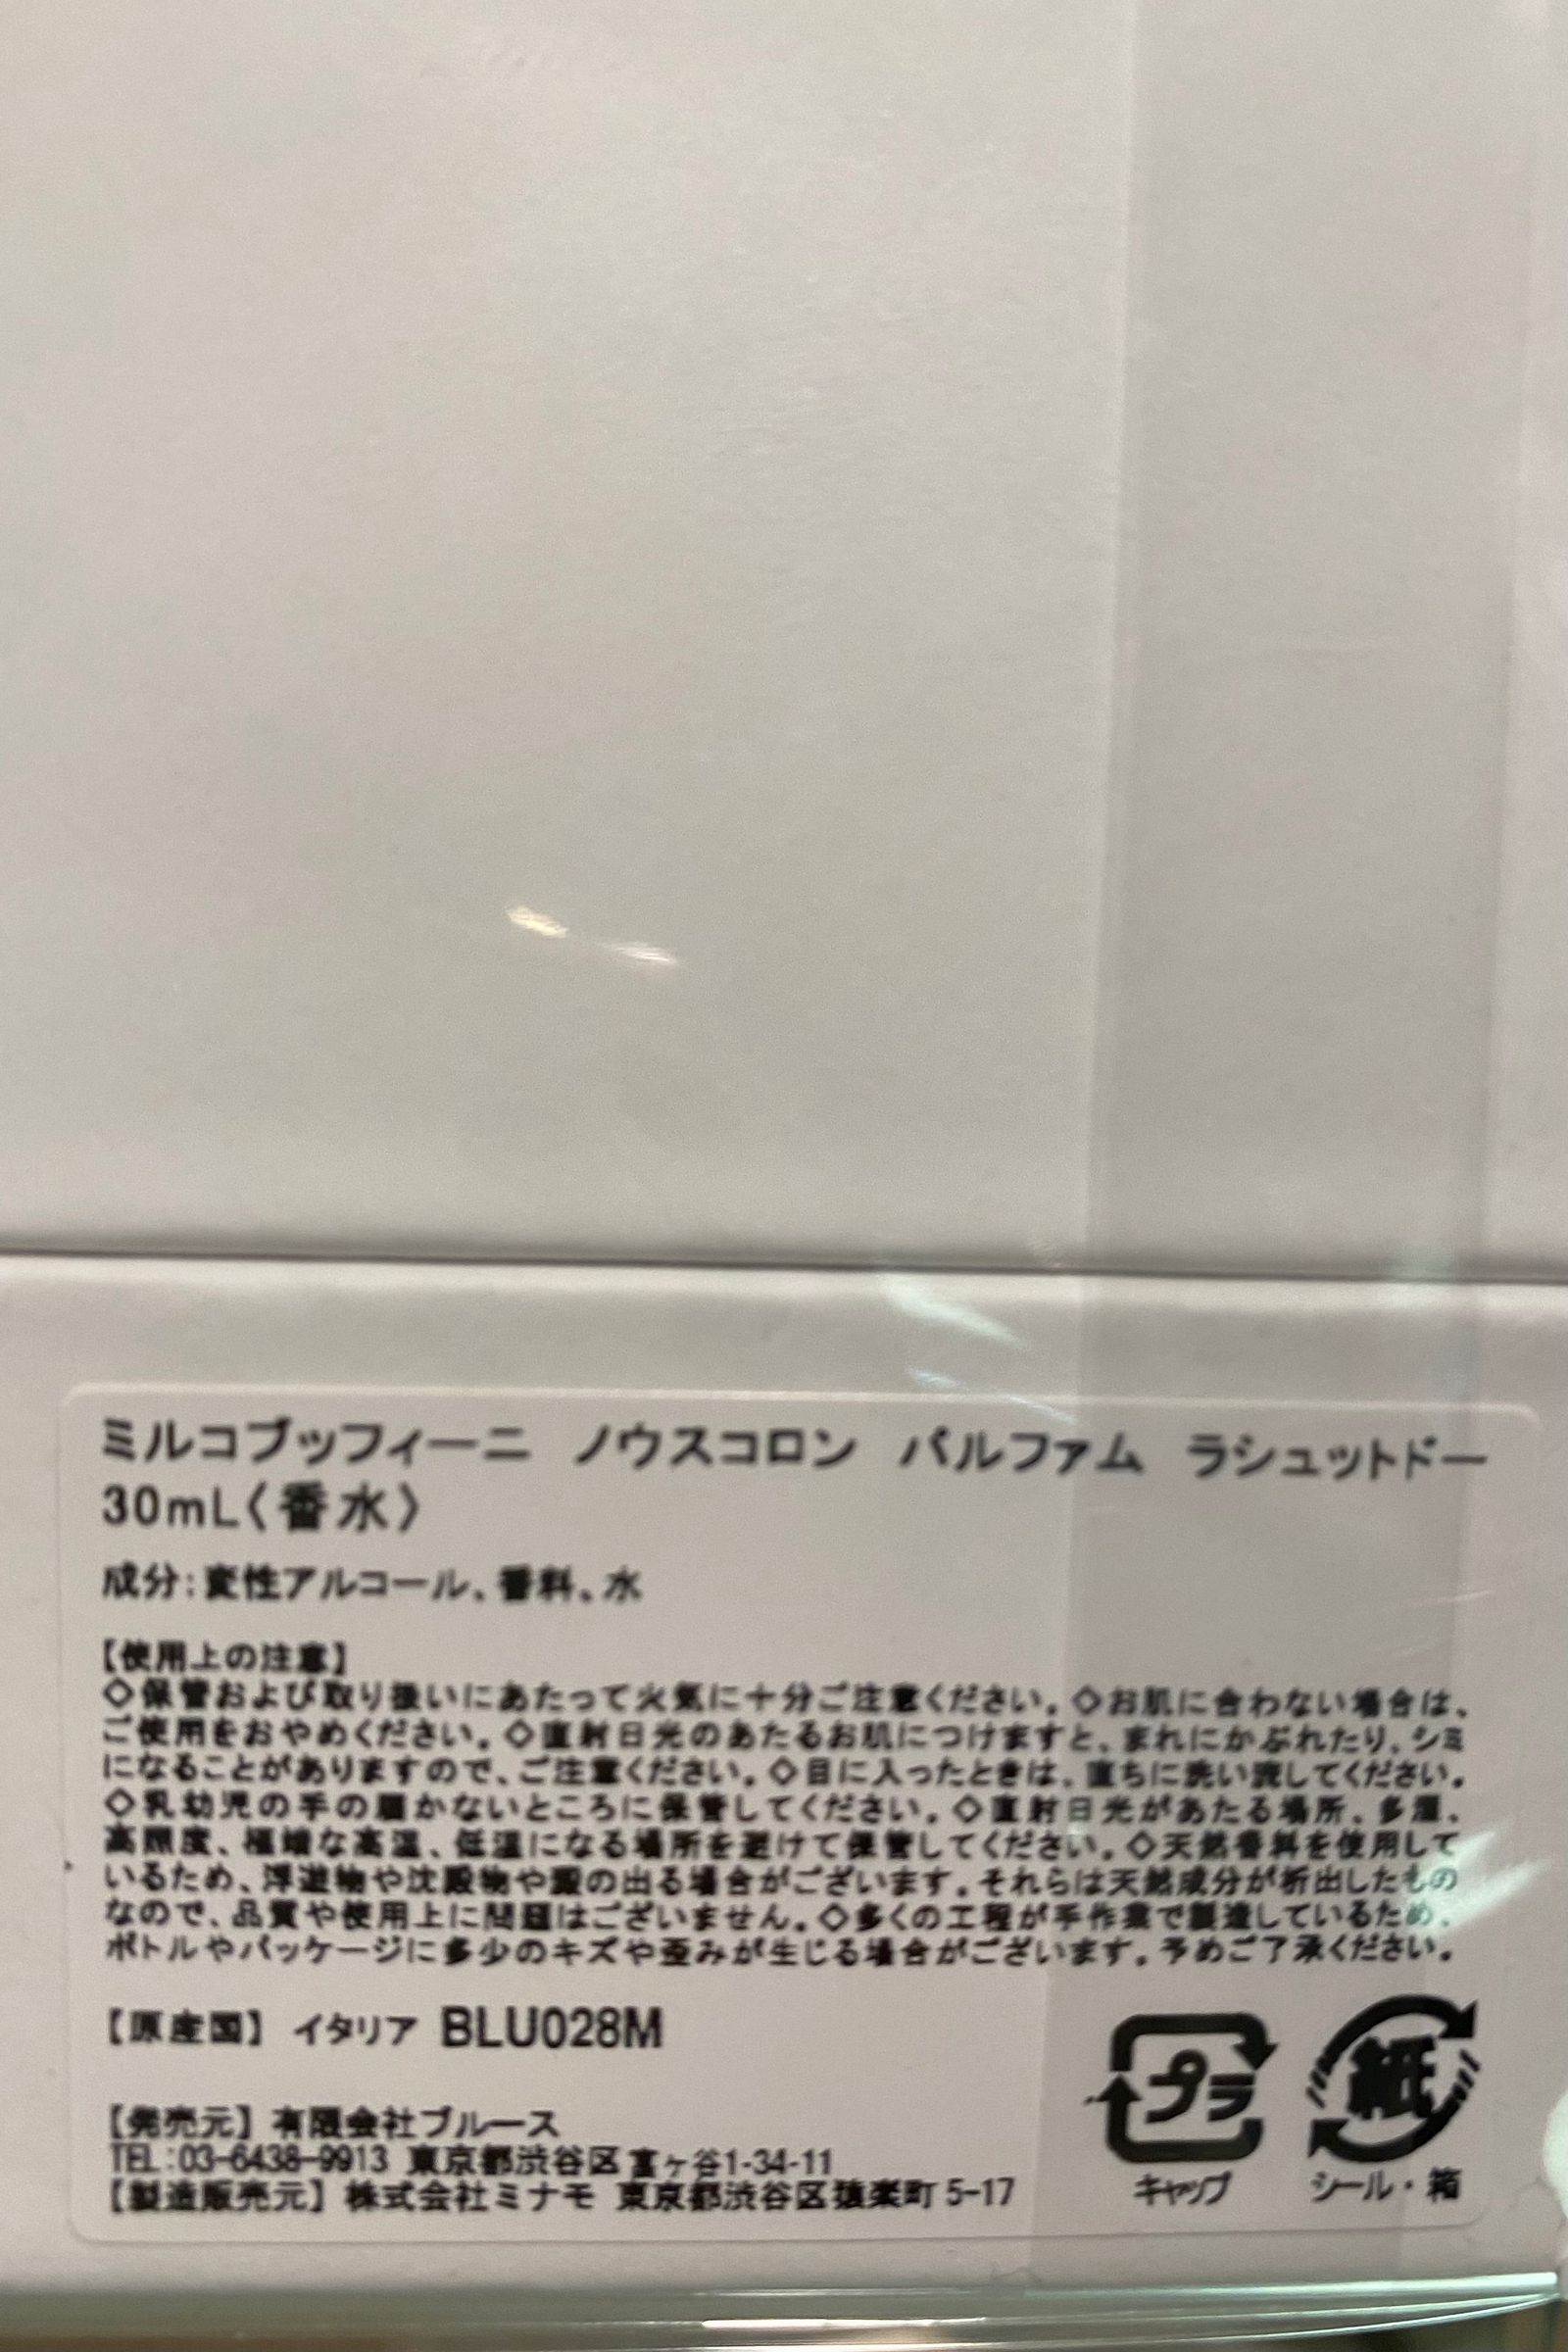 ミルコブッフィーニ ノウスコロン パルファム ラシュットドー
30mL〈香水〉
成分:変性アルコール、香料、水
【使用上の注意】
◇保管および取り扱いにあたって火気に十分ご注意ください。◇お肌に合わない場合は、
ご使用をおやめください。◇直射日光のあたるお肌につけますと、まれにかぶれたり、シミ
になることがありますので、ご注意ください。◇目に入ったときは、直ちに洗い流してください。
◇乳幼児の手の届かないところに保管してください。◇直射日光があたる場所、多湿、
高照度、極端な高温、低温になる場所を避けて保管してください。◇天然香料を使用して
いるため、浮遊物や沈殿物や澱の出る場合がございます。それらは天然成分が析出したもの
なので、品質や使用上に問題はございません。◇多くの工程が手作業で製造しているため、
ボトルやパッケージに多少のキズや歪みが生じる場合がございます。予めご了承ください。
【原産国】 イタリア BLU028M
【発売元】有限会社ブルース
TEL:03-6438-9913 東京都渋谷区富ヶ谷1-34-11
【製造販売元】株式会社ミナモ 東京都渋谷区猿楽町5-17
プラ
キャップ
紙
シール・箱